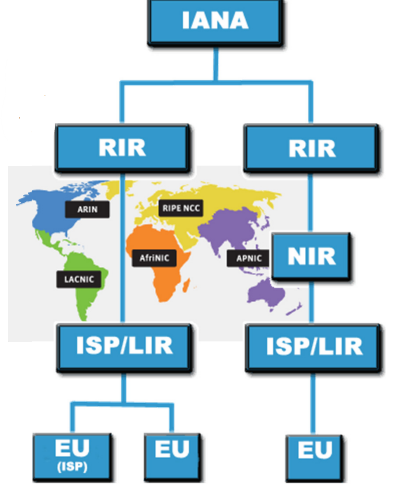 IANA
RIR
RIR
ARIN
RIPE NCC
AfriNIC
APNIC
NIR
LACNIC
ISP/LIR
ISP/LIR
EU
(ISP)
EU
EU